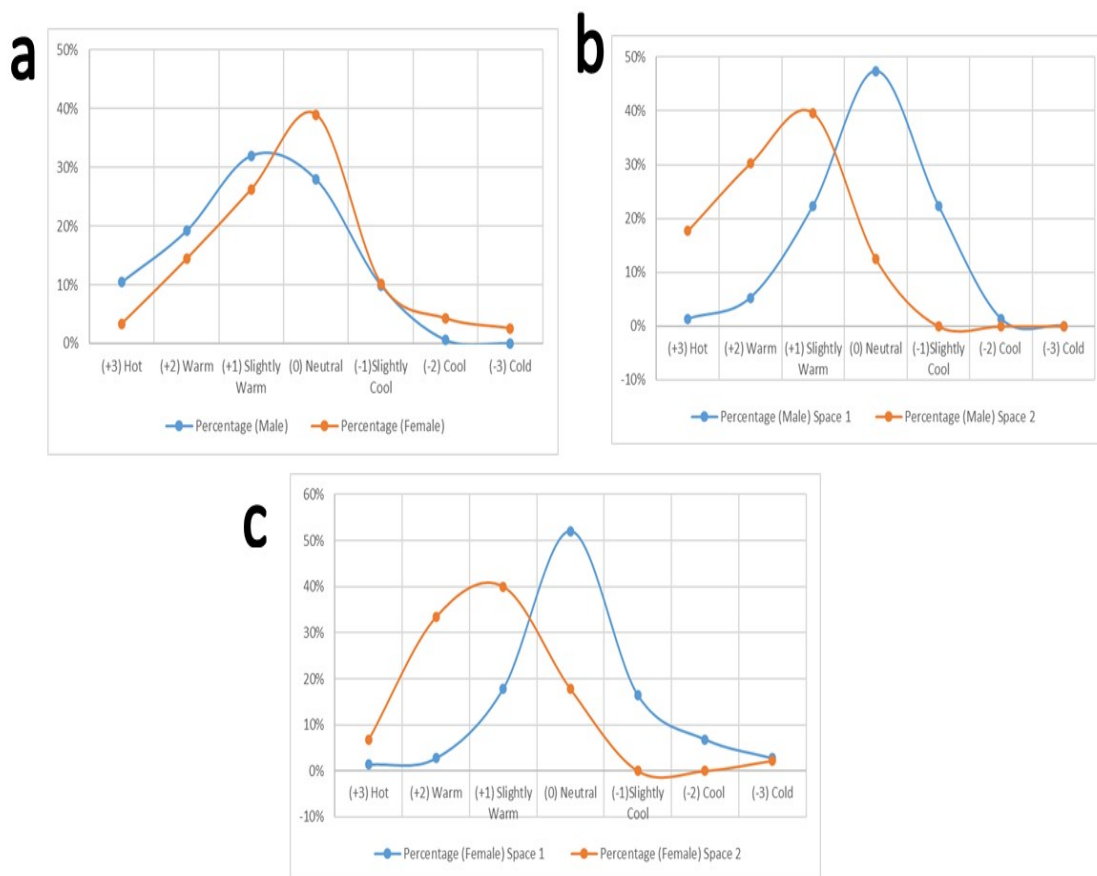 a
50%
40%
30%
20%
10%
0%
(+3) Hot (+2) Warm (+1) Slightly (0) Neutral (-1)Slightly (-2) Cool (-3) Cold
Warm Cool
Percentage (Male) Percentage (Female)
b
50%
40%
30%
20%
10%
0%
(+3) Hot (+2) Warm (+1) Slightly (0) Neutral (-1)Slightly (-2) Cool (-3) Cold
Warm Cool
-10%
Percentage (Male) Space 1 Percentage (Male) Space 2
c
60%
50%
40%
30%
20%
10%
0%
(+3) Hot (+2) Warm (+1) Slightly (0) Neutral (-1)Slightly (-2) Cool (-3) Cold
Warm Cool
-10%
Percentage (Female) Space 1 Percentage (Female) Space 2